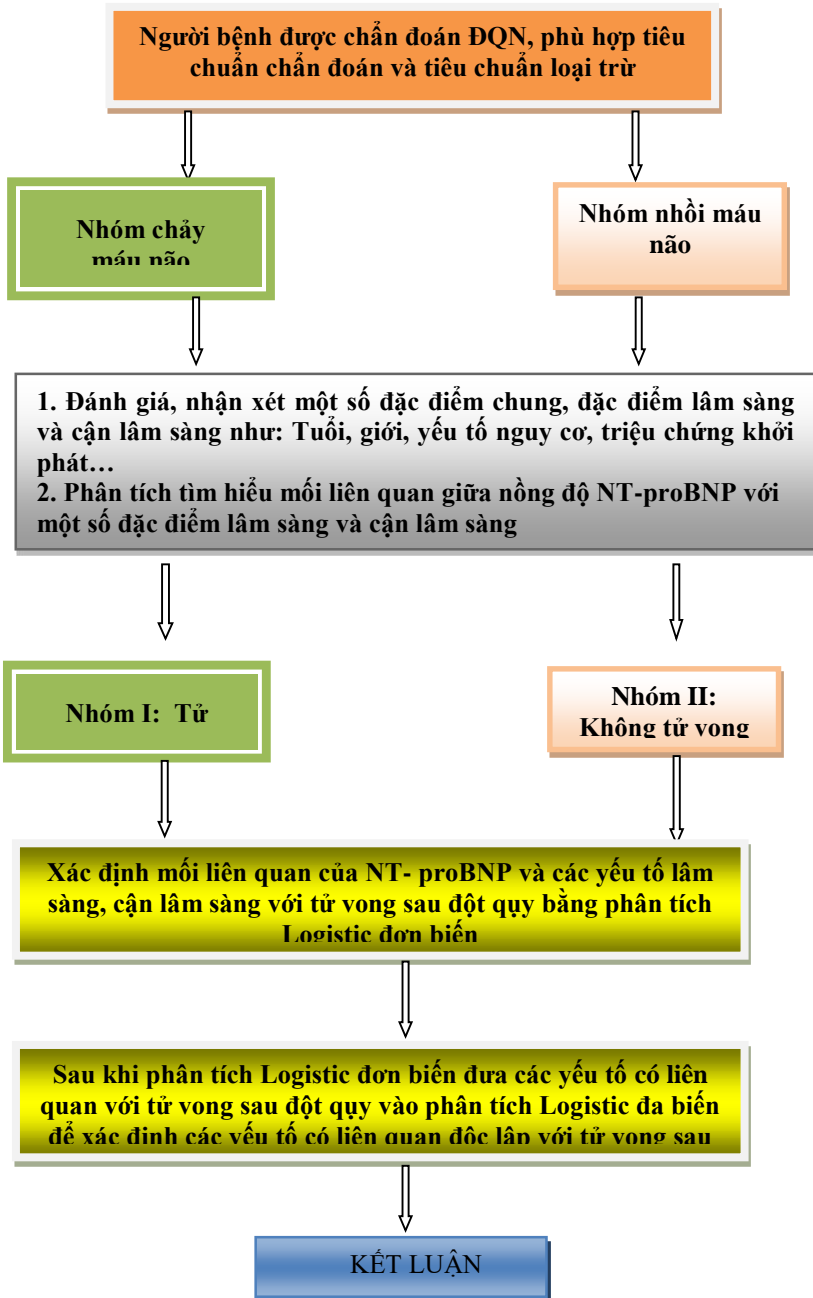 Người bệnh được chẩn đoán ĐQN, phù hợp tiêu
chuẩn chẩn đoán và tiêu chuẩn loại trừ
Nhóm chảy
máu não
Nhóm nhồi máu
não
1. Đánh giá, nhận xét một số đặc điểm chung, đặc điểm lâm sàng
và cận lâm sàng như: Tuổi, giới, yếu tố nguy cơ, triệu chứng khởi
phát…
2. Phân tích tìm hiểu mối liên quan giữa nồng độ NT-proBNP với
một số đặc điểm lâm sàng và cận lâm sàng
Nhóm I: Tử
Nhóm II:
Không tử vong
Xác định mối liên quan của NT- proBNP và các yếu tố lâm
sàng, cận lâm sàng với tử vong sau đột quỵ bằng phân tích
Logistic đơn biến
Sau khi phân tích Logistic đơn biến đưa các yếu tố có liên
quan với tử vong sau đột quỵ vào phân tích Logistic đa biến
để xác định các yếu tố có liên quan độc lập với tử vong sau
KẾT LUẬN